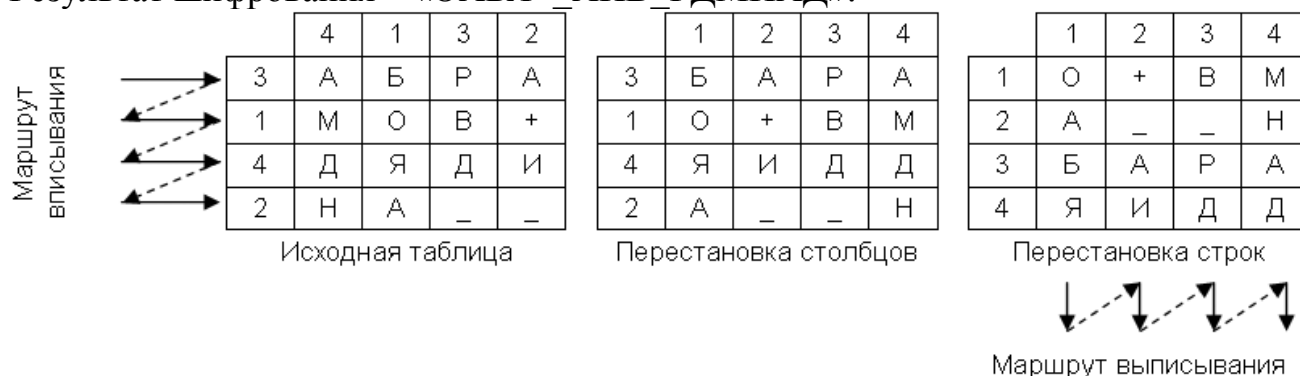 4 1 3 2 1 2 3 4 1 2 3 4
Маршрут вписывания
3 А Б Р А 3 Б А Р А 1 О + В М
1 М О В + 1 О + В М 2 А _ _ Н
4 Д Я Д И 4 Я И Д Д 3 Б А Р А
2 Н А _ _ 2 А _ _ Н 4 Я И Д Д
Исходная таблица Перестановка столбцов Перестановка строк
Маршрут выписывания